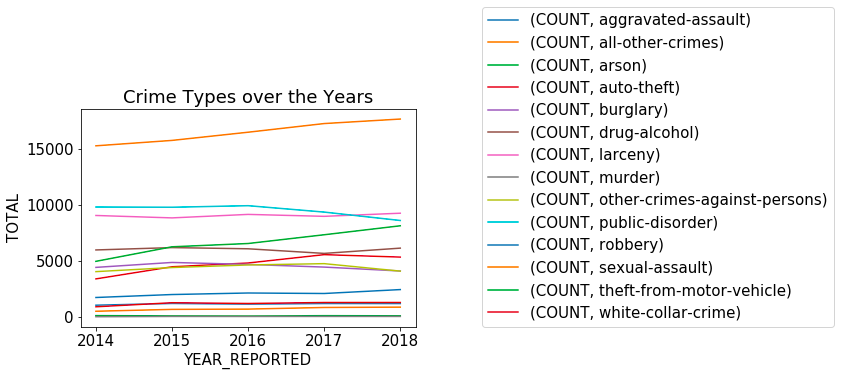 Crime Types over the Years
TOTAL
15000
10000
5000
0
2014 2015 2016 2017 2018
YEAR_REPORTED
(COUNT, aggravated-assault)
(COUNT, all-other-crimes)
(COUNT, arson)
(COUNT, auto-theft)
(COUNT, burglary)
(COUNT, drug-alcohol)
(COUNT, larceny)
(COUNT, murder)
(COUNT, other-crimes-against-persons)
(COUNT, public-disorder)
(COUNT, robbery)
(COUNT, sexual-assault)
(COUNT, theft-from-motor-vehicle)
(COUNT, white-collar-crime)